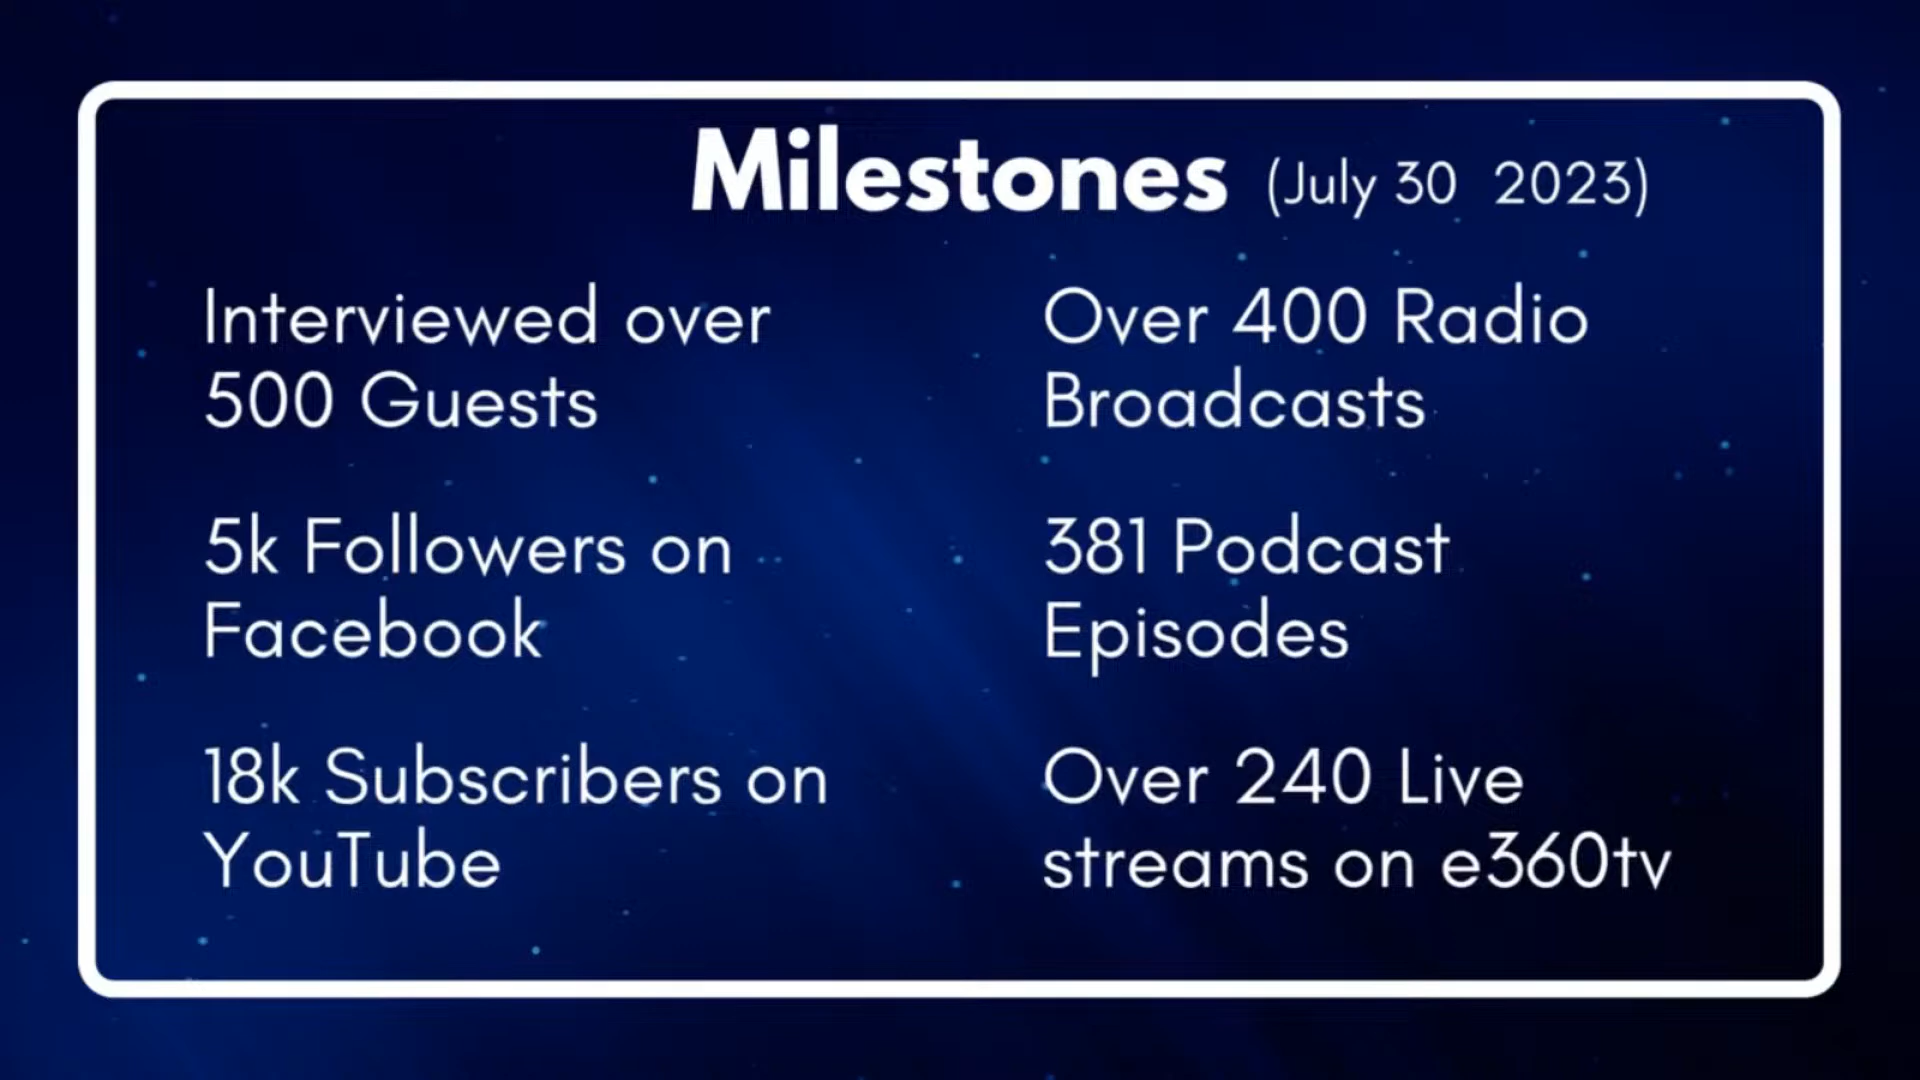 Milestones (July 30 2023)
Interviewed over
500 Guests
5k Followers on
Facebook
18k Subscribers on
YouTube
Over 400 Radio
Broadcasts
381 Podcast
Episodes
Over 240 Live
streams on e360tv